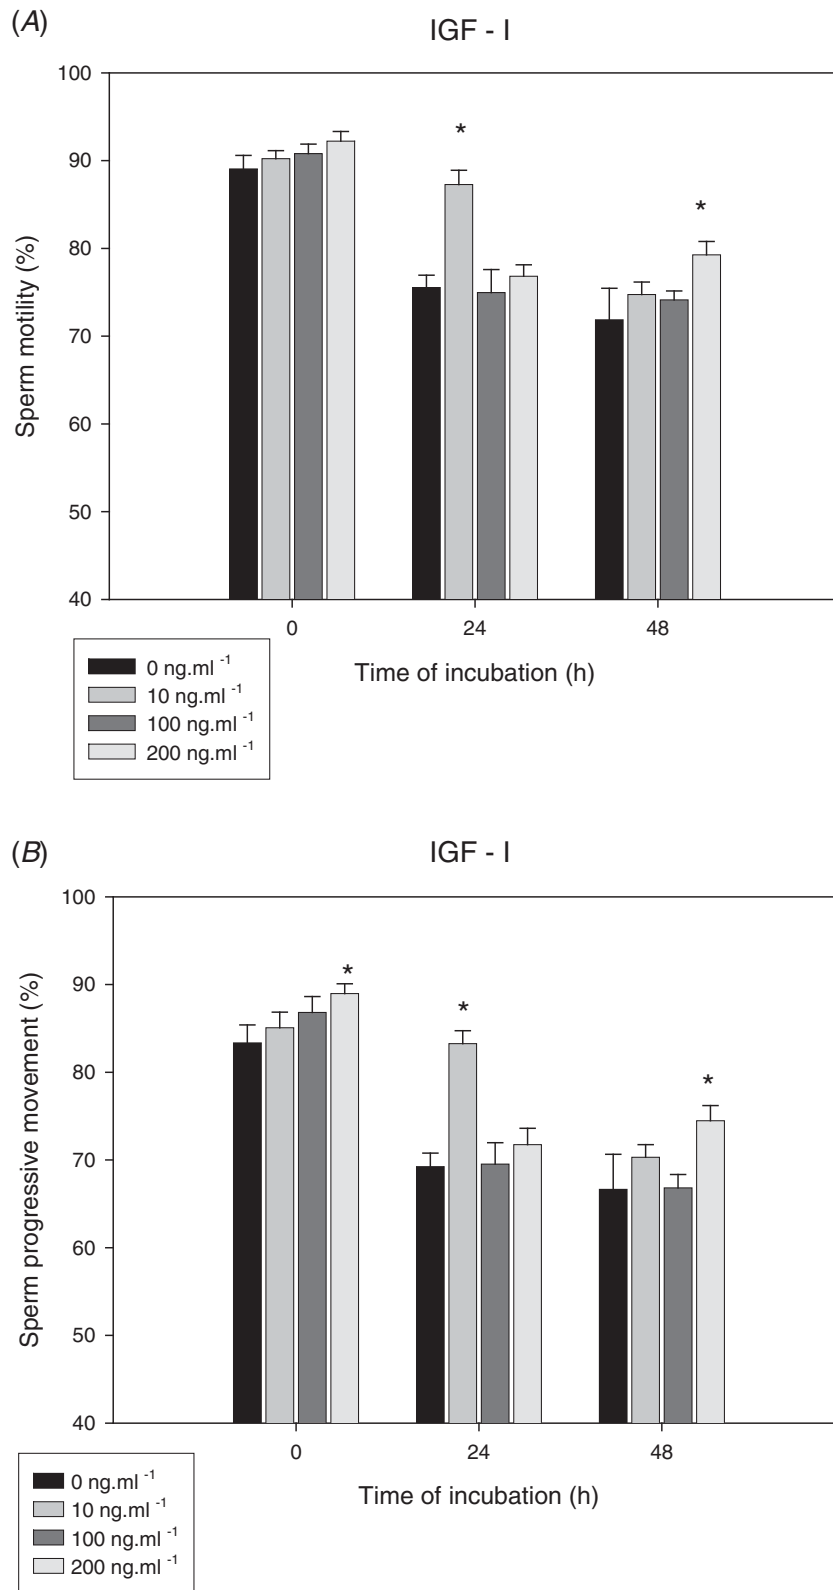 (A)
IGF - I
100
90
80
70
60
50
40
Sperm motility (%)
*
*
0 24 48
Time of incubation (h)
0 ng.ml -1
10 ng.ml -1
100 ng.ml -1
200 ng.ml -1
(B)
IGF - I
100
90
80
70
60
50
40
Sperm progressive movement (%)
*
*
*
0 24 48
Time of incubation (h)
0 ng.ml -1
10 ng.ml -1
100 ng.ml -1
200 ng.ml -1